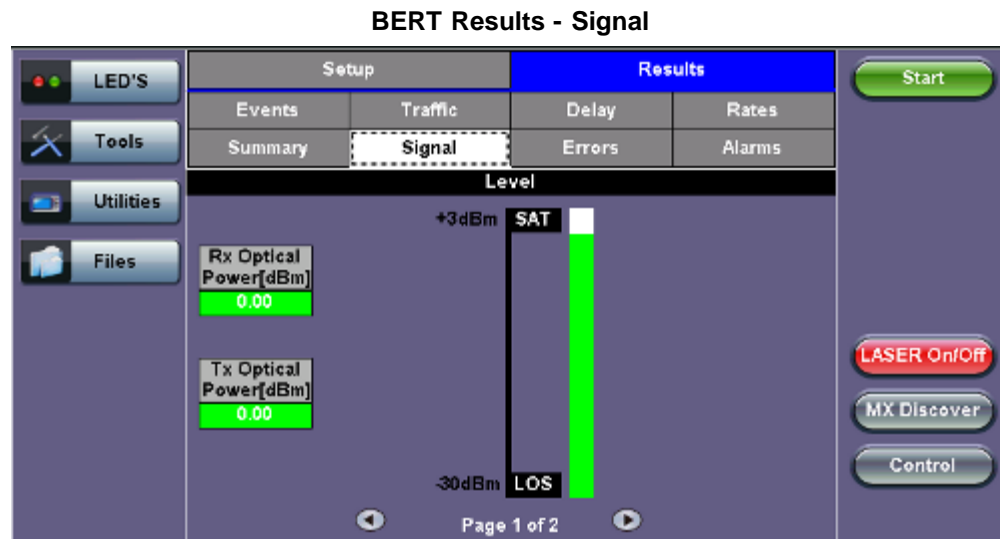 BERT Results - Signal
LED'S
Tools
Utilities
Files
Setup
Results
Events
Traffic
Delay
Rates
Summary
Signal
Errors
Alarms
Level
+3dBm
SAT
Rx Optical
Power[dBm]
0.00
Tx Optical
Power[dBm]
0.00
-30dBm
LOS
Page 1 of 2
Start
LASER On/Off
MX Discover
Control